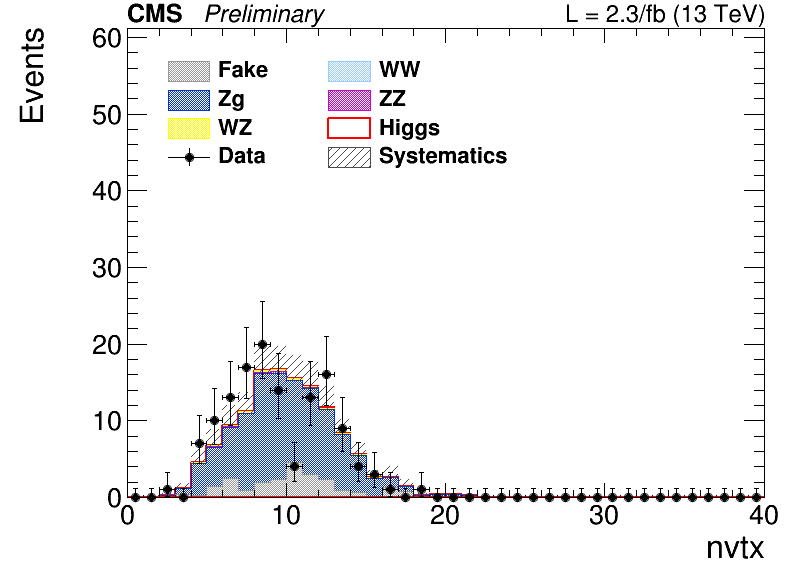 CMS Preliminary L = 2.3/fb (13 TeV)
Events
60
50
40
30
20
10
0
Fake WW
Zg ZZ
WZ Higgs
Data Systematics
0 10 20 30 40
nvtx